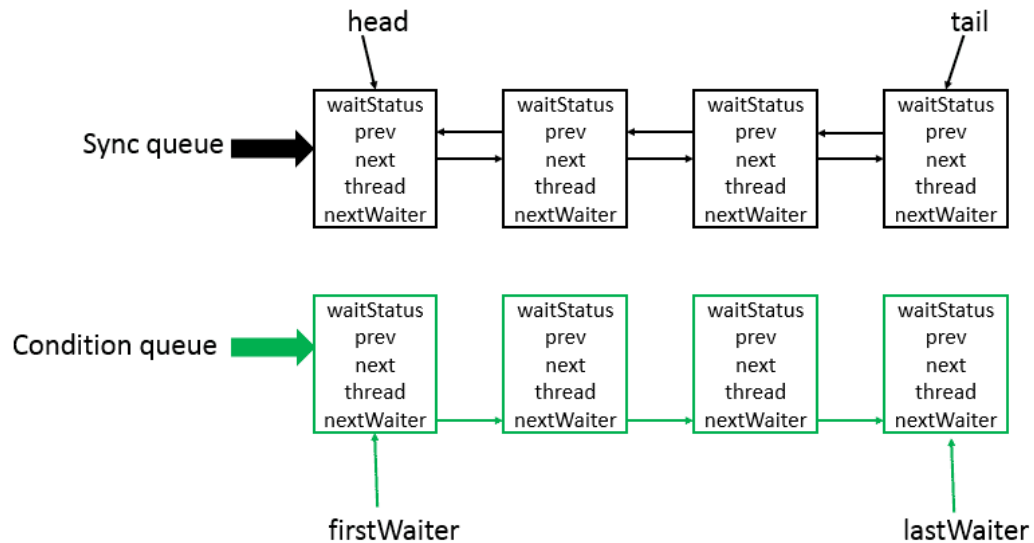 head
tail
Sync queue
waitStatus
prev
next
thread
nextWaiter
waitStatus
prev
next
thread
nextWaiter
waitStatus
prev
next
thread
nextWaiter
waitStatus
prev
next
thread
nextWaiter
Condition queue
waitStatus
prev
next
thread
nextWaiter
waitStatus
prev
next
thread
nextWaiter
waitStatus
prev
next
thread
nextWaiter
waitStatus
prev
next
thread
nextWaiter
firstWaiter
lastWaiter